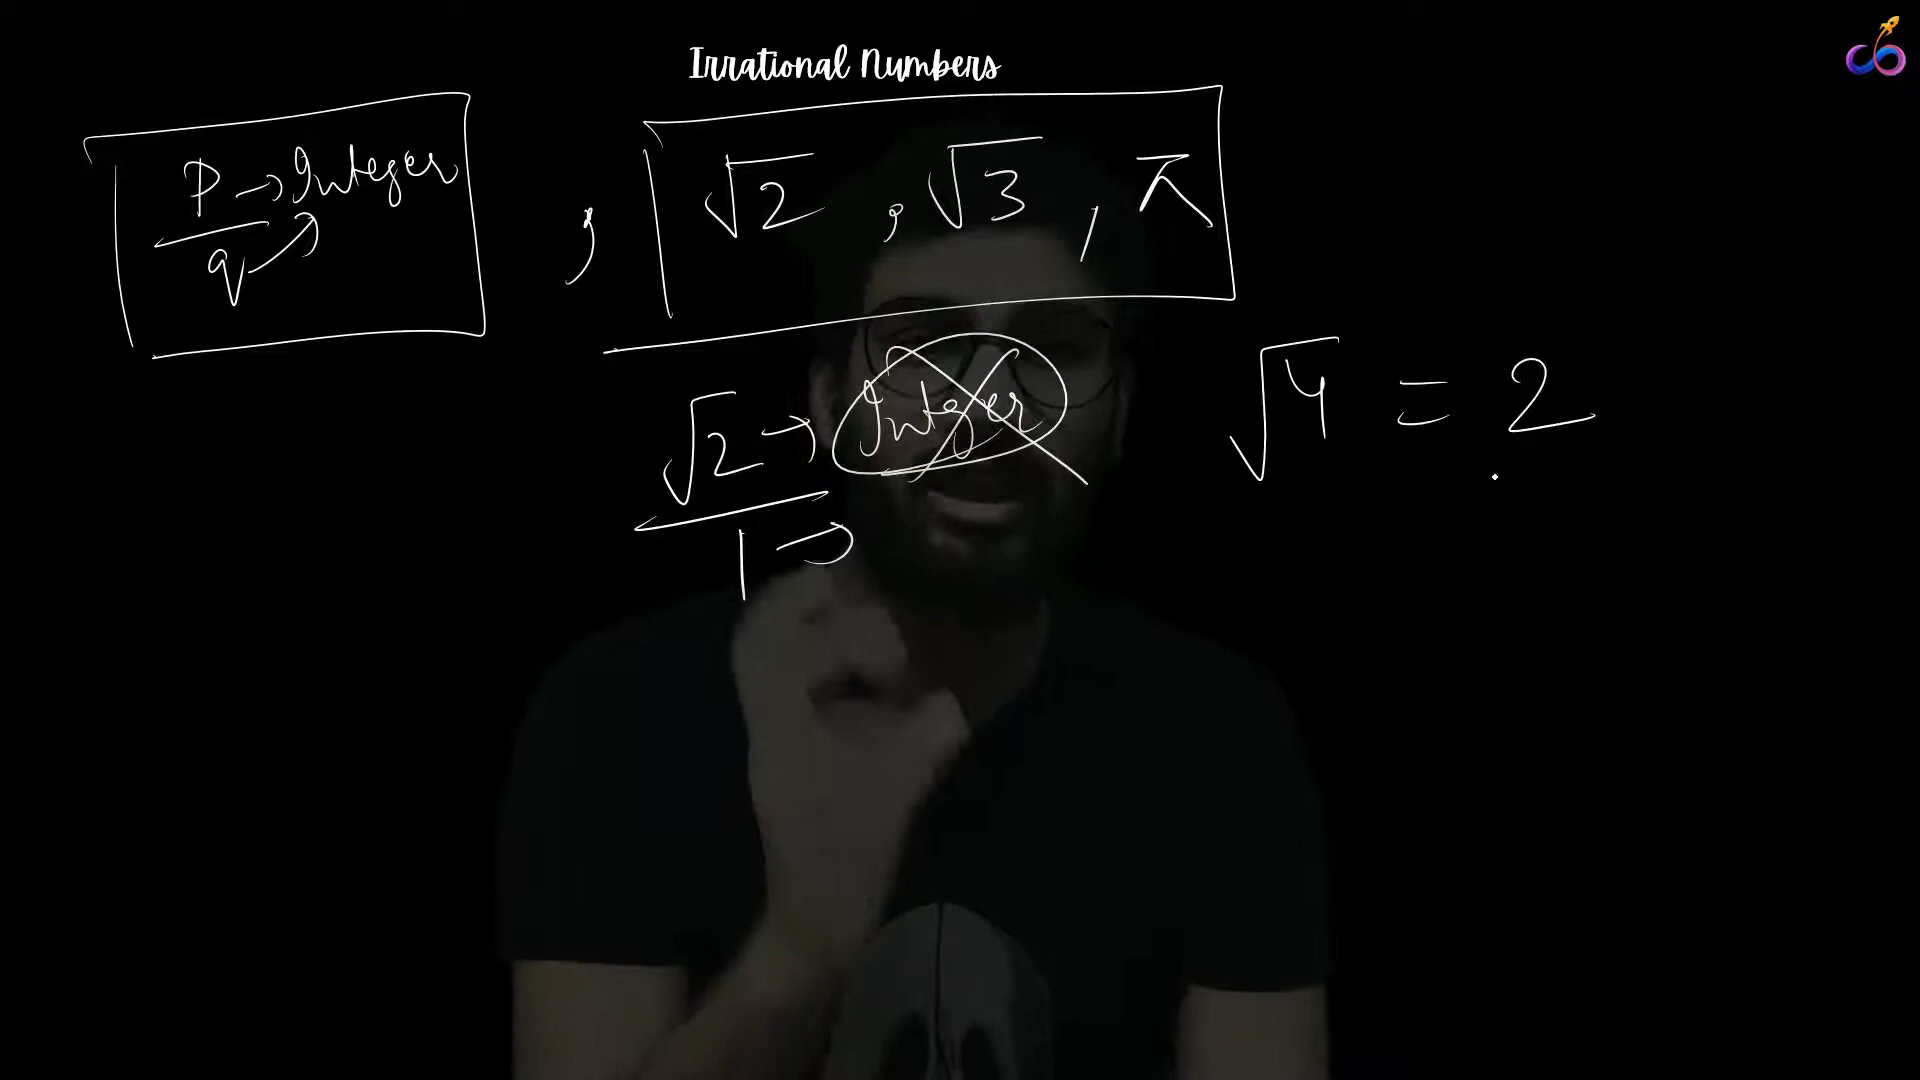 Irrational Numbers
P → Integer
q
, √2 , √3 , π
√2 → Integer
1 →
√4 = 2